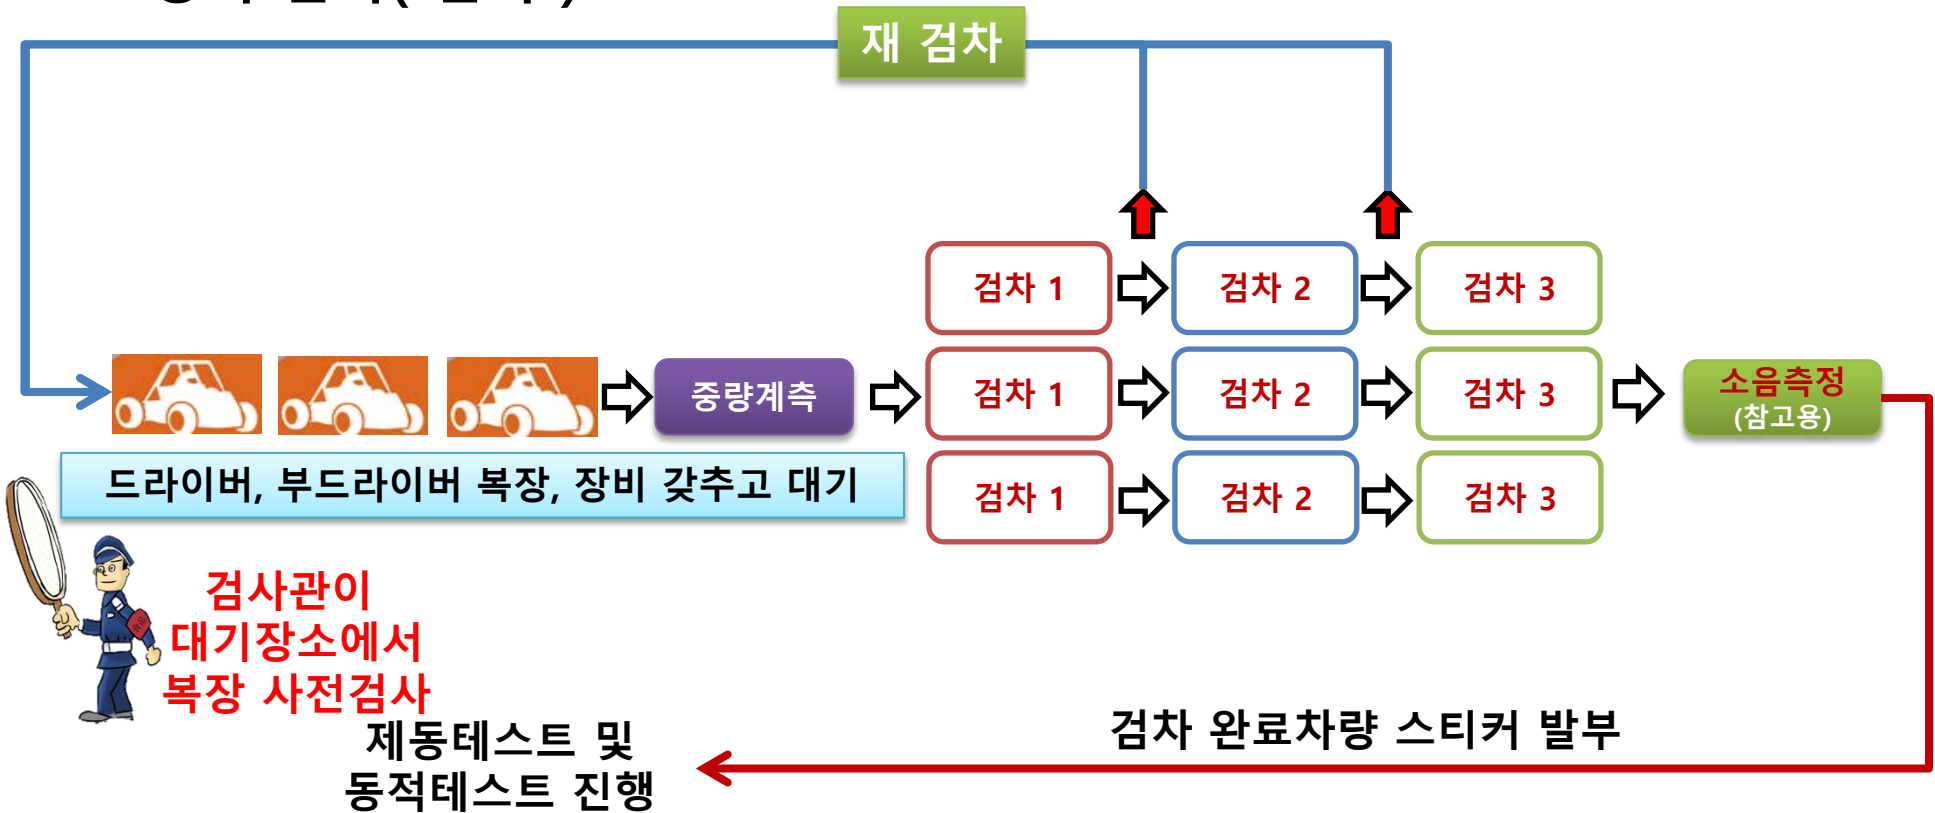 재 검차
검차 1
검차 2
검차 3
중량계측
검차 1
검차 2
검차 3
소음측정
(참고용)
드라이버, 부드라이버 복장, 장비 갖추고 대기
검차 1
검차 2
검차 3
검사관이
대기장소에서
복장 사전검사
제동테스트 및
동적테스트 진행
검차 완료차량 스티커 발부